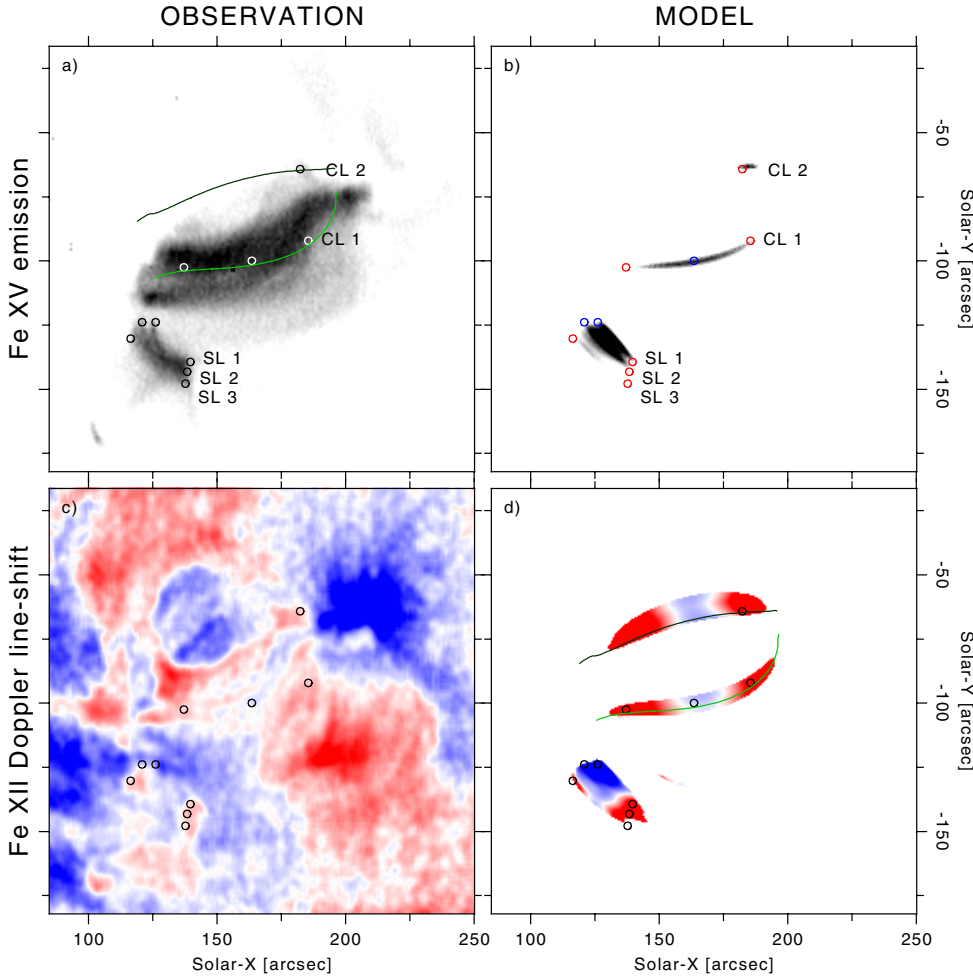 OBSERVATION
MODEL
a)
b)
CL 2
CL 2
CL 1
CL 1
SL 1
SL 1
SL 2
SL 2
SL 3
SL 3
Fe XV emission
-50
-100
-150
Solar-Y [arcsec]
c)
d)
Fe XII Doppler line-shift
-50
-100
-150
Solar-Y [arcsec]
100
150
200
250
100
150
200
250
Solar-X [arcsec]
Solar-X [arcsec]